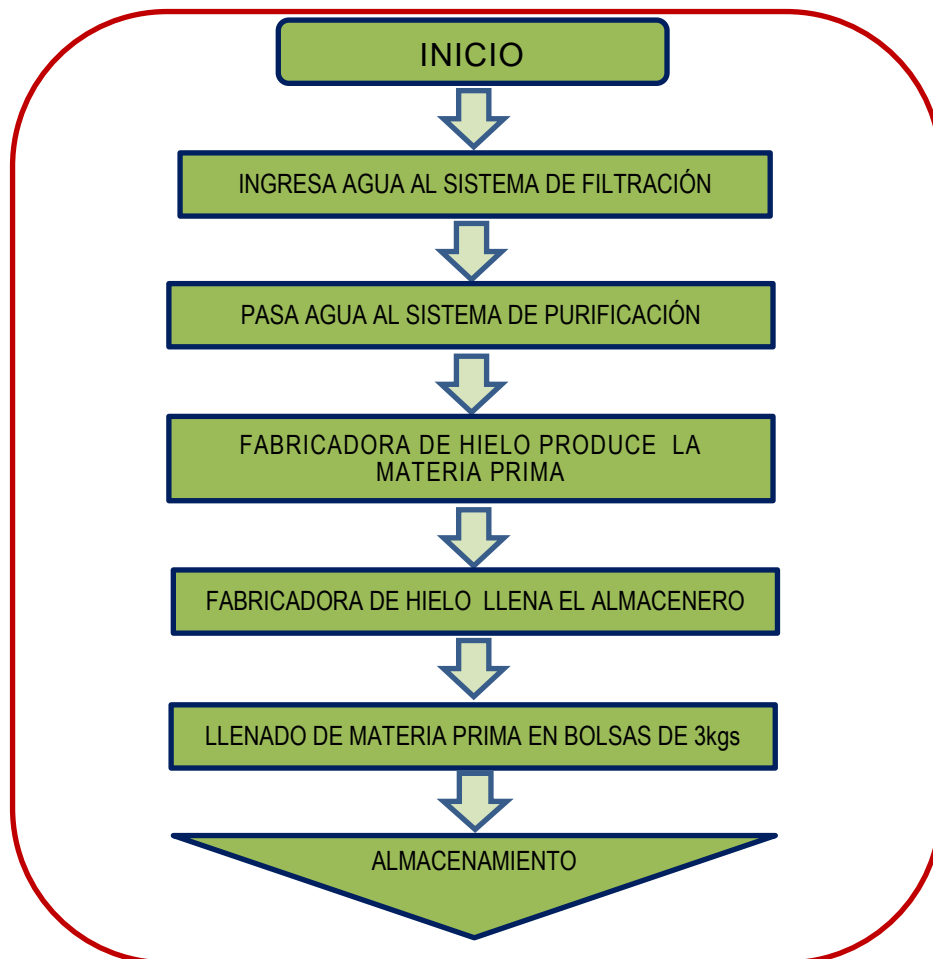 INICIO
INGRESA AGUA AL SISTEMA DE FILTRACIÓN
PASA AGUA AL SISTEMA DE PURIFICACIÓN
FABRICADORA DE HIELO PRODUCE LA
MATERIA PRIMA
FABRICADORA DE HIELO LLENA EL ALMACENERO
LLENADO DE MATERIA PRIMA EN BOLSAS DE 3kgs
ALMACENAMIENTO